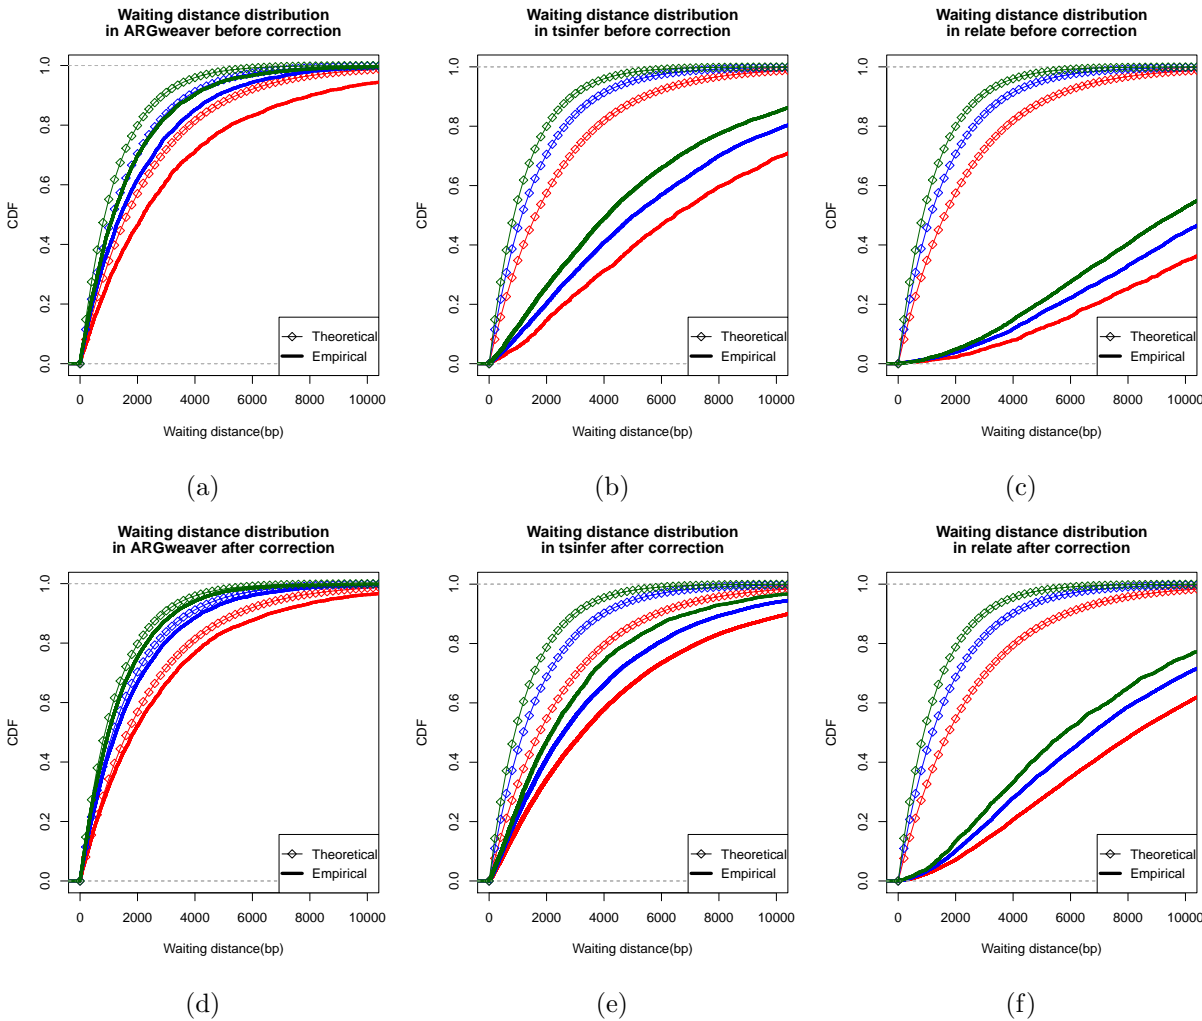 Waiting distance distribution
in ARGweaver before correction
CDF
1.0
0.8
0.6
0.4
0.2
0.0
Theoretical
Empirical
0 2000 4000 6000 8000 10000
Waiting distance(bp)
(a)
Waiting distance distribution
in tsinfer before correction
CDF
1.0
0.8
0.6
0.4
0.2
0.0
Theoretical
Empirical
0 2000 4000 6000 8000 10000
Waiting distance(bp)
(b)
Waiting distance distribution
in relate before correction
CDF
1.0
0.8
0.6
0.4
0.2
0.0
Theoretical
Empirical
0 2000 4000 6000 8000 10000
Waiting distance(bp)
(c)
Waiting distance distribution
in ARGweaver after correction
CDF
1.0
0.8
0.6
0.4
0.2
0.0
Theoretical
Empirical
0 2000 4000 6000 8000 10000
Waiting distance(bp)
(d)
Waiting distance distribution
in tsinfer after correction
CDF
1.0
0.8
0.6
0.4
0.2
0.0
Theoretical
Empirical
0 2000 4000 6000 8000 10000
Waiting distance(bp)
(e)
Waiting distance distribution
in relate after correction
CDF
1.0
0.8
0.6
0.4
0.2
0.0
Theoretical
Empirical
0 2000 4000 6000 8000 10000
Waiting distance(bp)
(f)